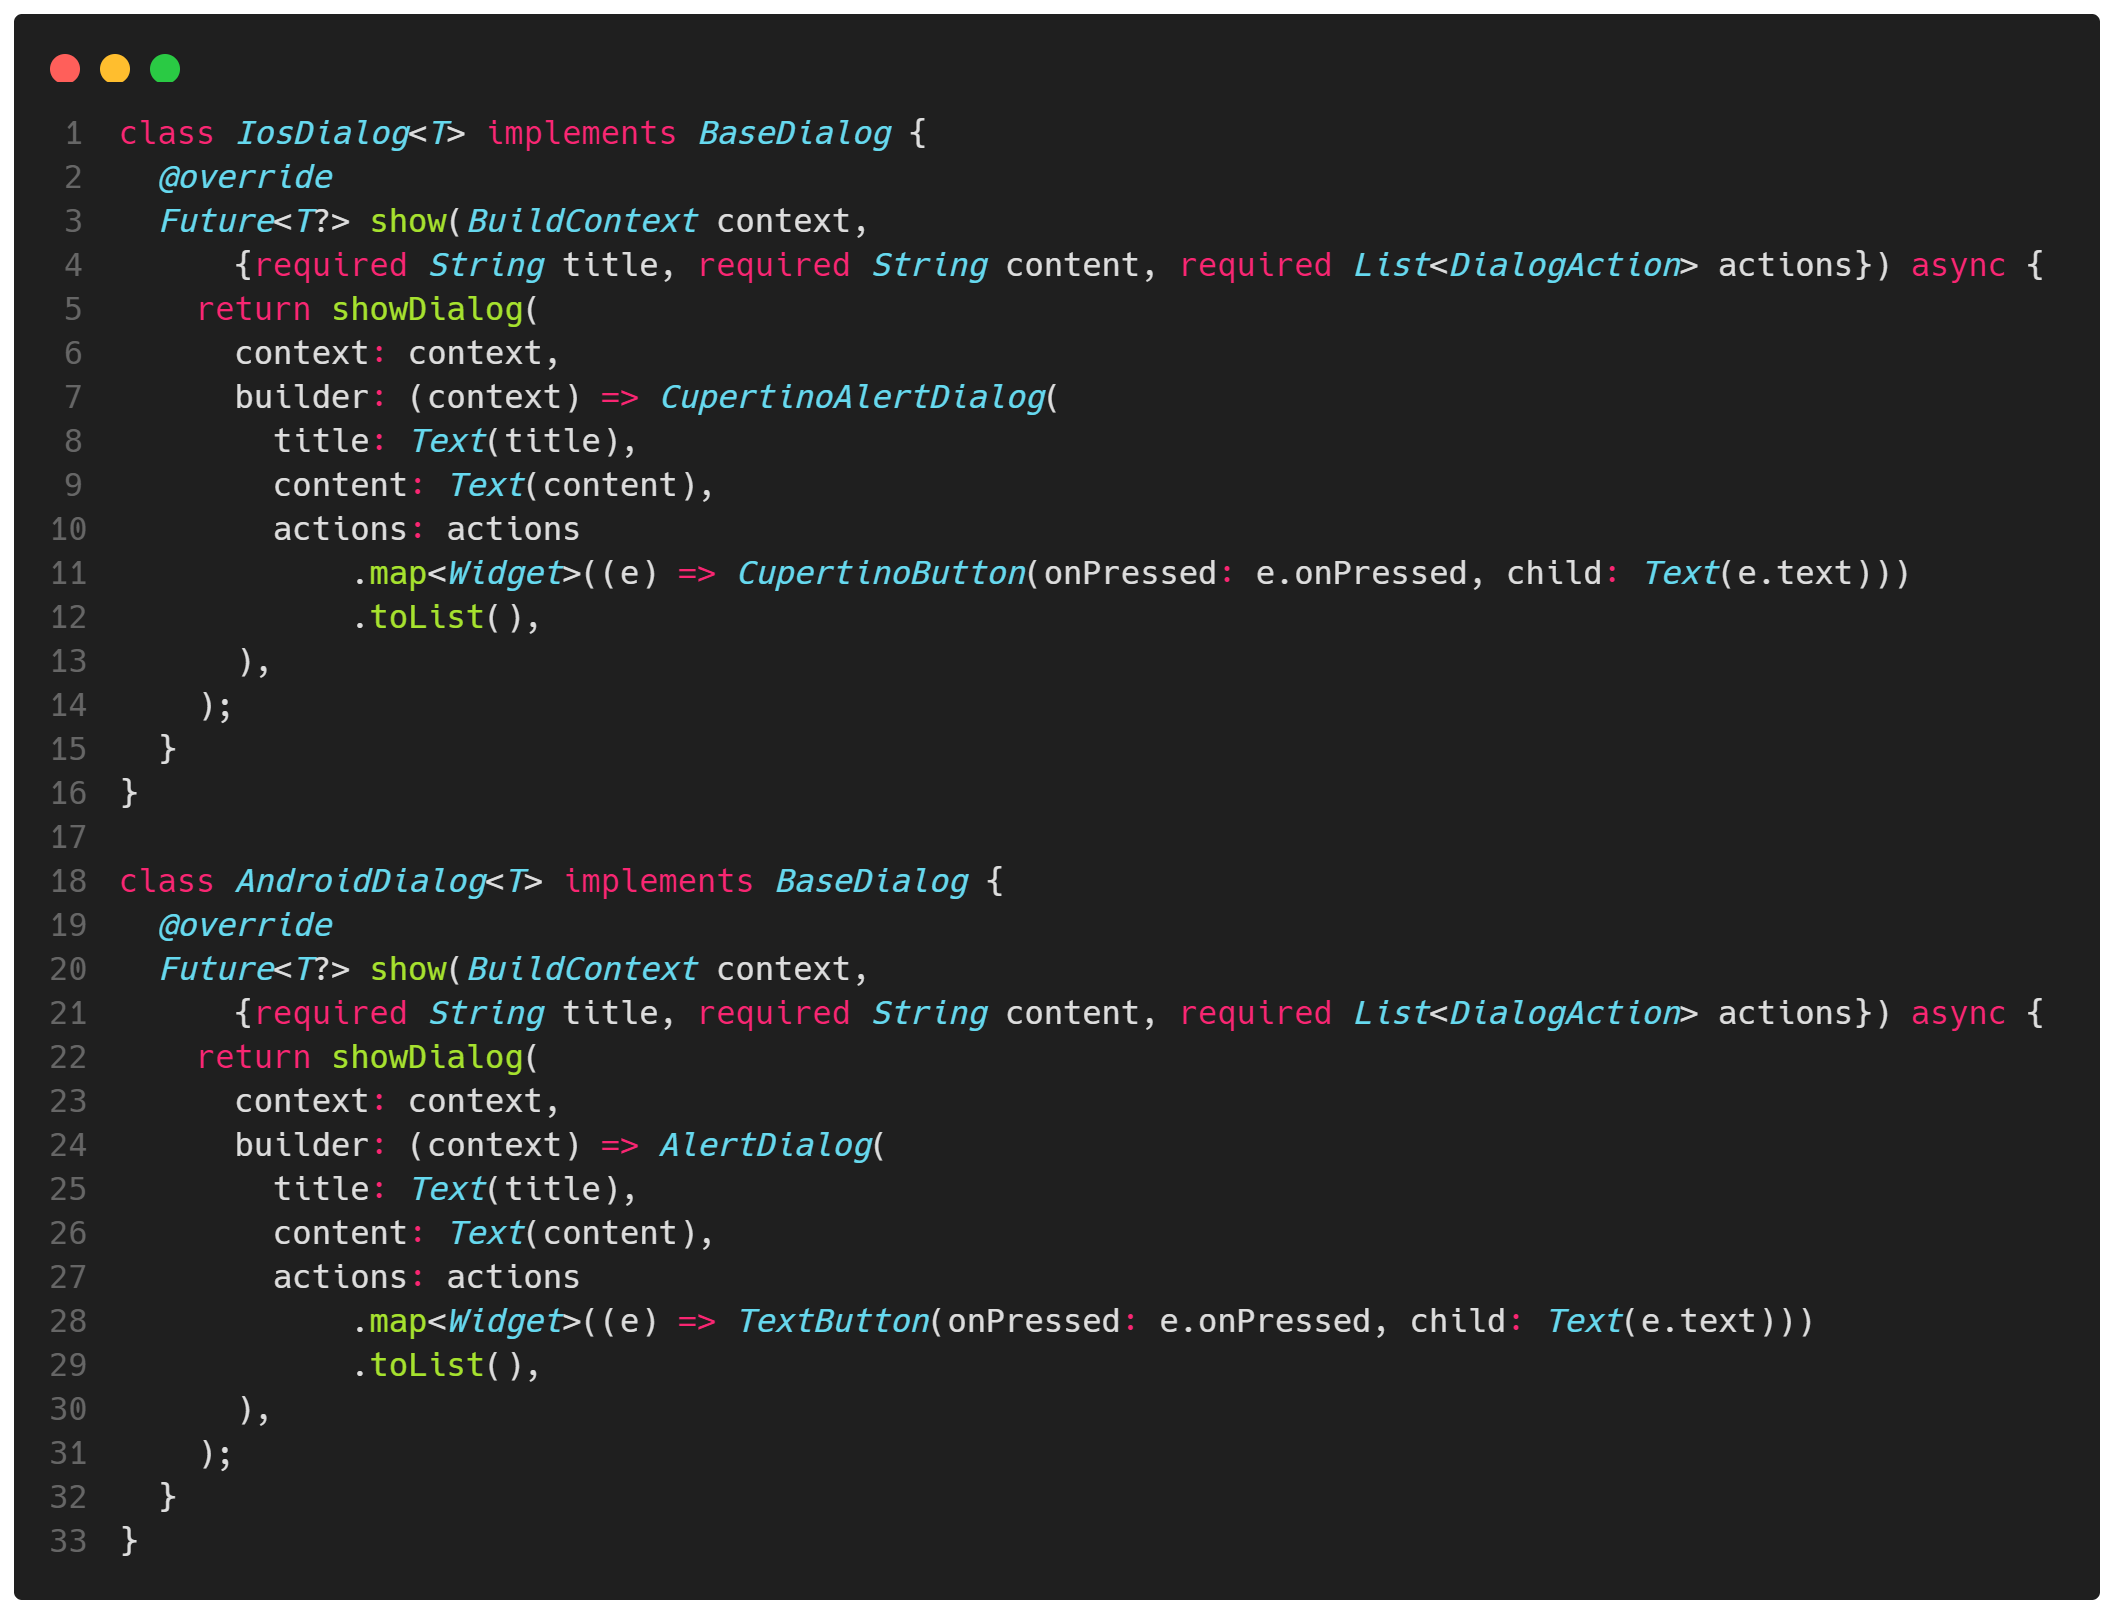 1 class IosDialog<T> implements BaseDialog {
2   @override
3   Future<T?> show(BuildContext context,
4       {required String title, required String content, required List<DialogAction> actions}) async {
5     return showDialog(
6       context: context,
7       builder: (context) => CupertinoAlertDialog(
8         title: Text(title),
9         content: Text(content),
10         actions: actions
11             .map<Widget>((e) => CupertinoButton(onPressed: e.onPressed, child: Text(e.text)))
12             .toList(),
13       ),
14     );
15   }
16 }
17
18 class AndroidDialog<T> implements BaseDialog {
19   @override
20   Future<T?> show(BuildContext context,
21       {required String title, required String content, required List<DialogAction> actions}) async {
22     return showDialog(
23       context: context,
24       builder: (context) => AlertDialog(
25         title: Text(title),
26         content: Text(content),
27         actions: actions
28             .map<Widget>((e) => TextButton(onPressed: e.onPressed, child: Text(e.text)))
29             .toList(),
30       ),
31     );
32   }
33 }